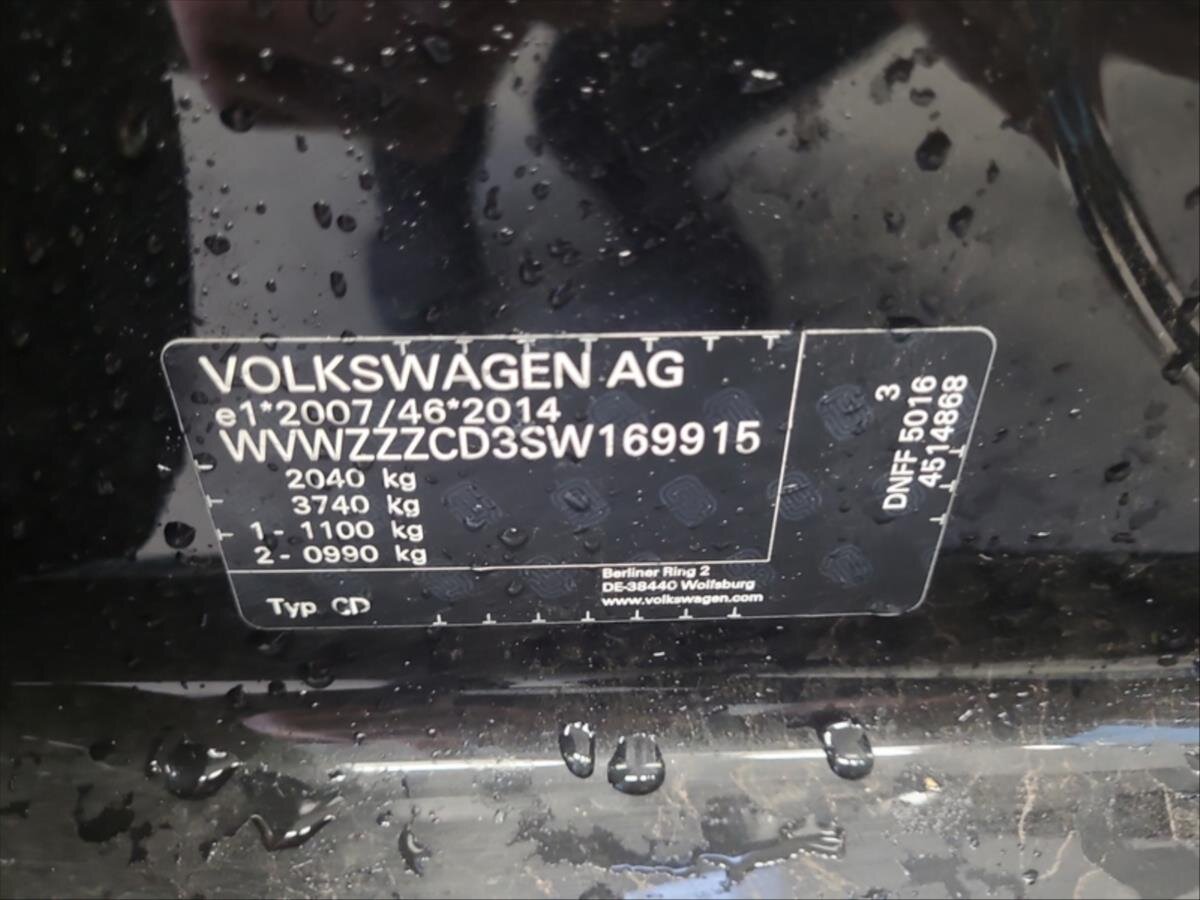 VOLKSWAGEN AG
e1*2007/46*2014
WVWZZZCD3SW169915
2040 kg
3740 kg
1- 1100 kg
2- 0990 kg
Typ CD
Berliner Ring 2
DE-38440 Wolfsburg
www.volkswagen.com
3
DNFF 5016
4514868